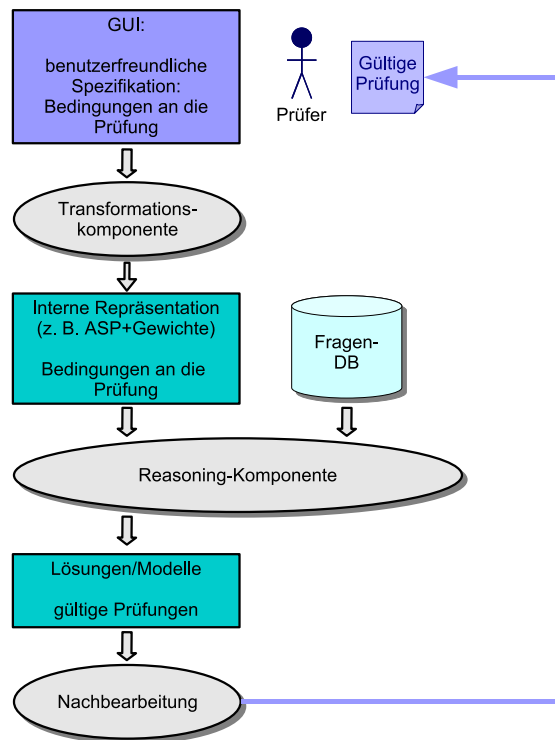 GUI:
benutzerfreundliche
Spezifikation:
Bedingungen an die
Prüfung
Prüfer
Gültige
Prüfung
Transformations-
komponente
Interne Repräsentation
(z. B. ASP+Gewichte)
Bedingungen an die
Prüfung
Fragen-
DB
Reasoning-Komponente
Lösungen/Modelle
gültige Prüfungen
Nachbearbeitung